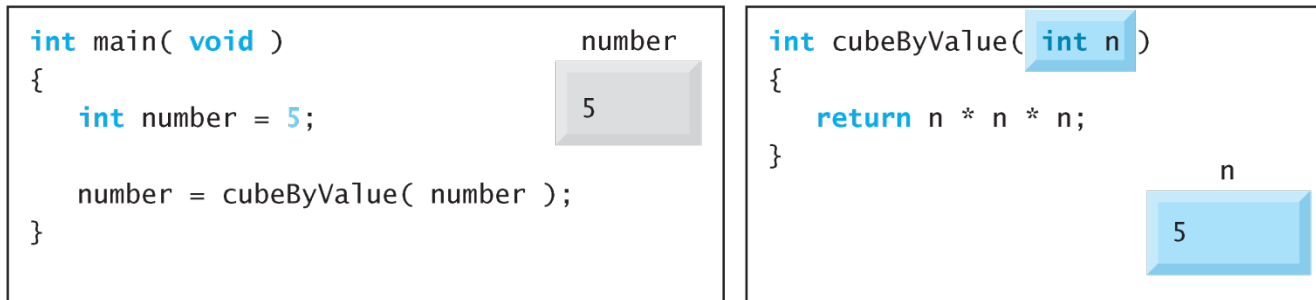 int main( void )
{
int number = 5;
number = cubeByValue( number );
}
number
5
int cubeByValue( int n )
{
return n * n * n;
}
n
5